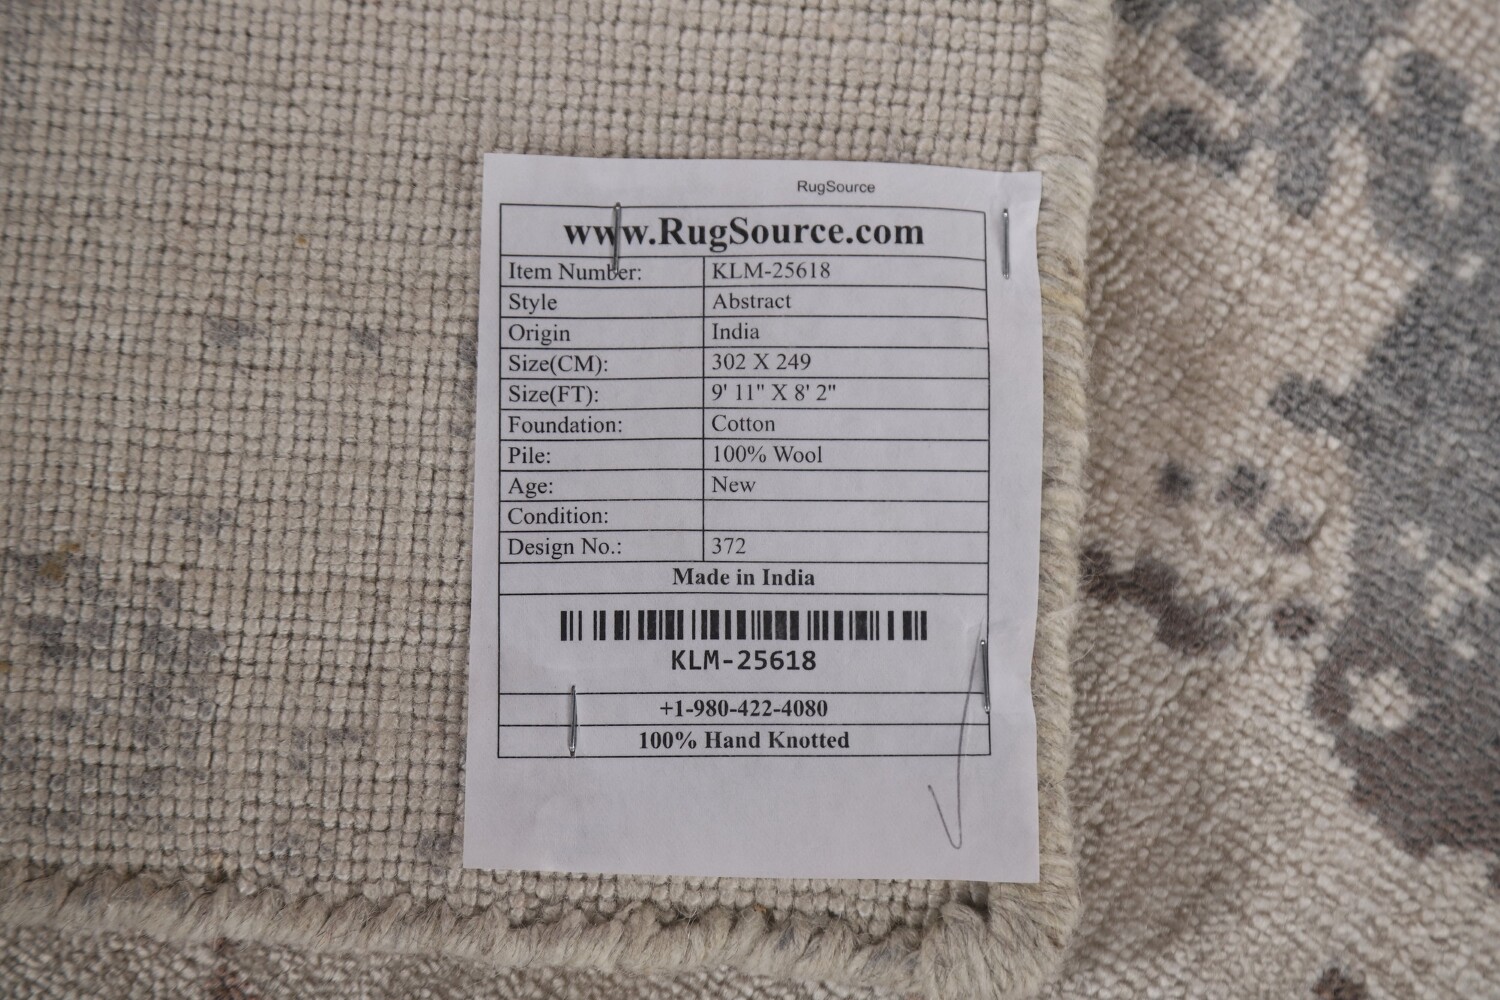 RugSource
www.RugSource.com
Item Number: KLM-25618
Style Abstract
Origin India
Size(CM): 302 X 249
Size(FT): 9' 11" X 8' 2"
Foundation: Cotton
Pile: 100% Wool
Age: New
Condition:
Design No.: 372
Made in India
KLM-25618
+1-980-422-4080
100% Hand Knotted